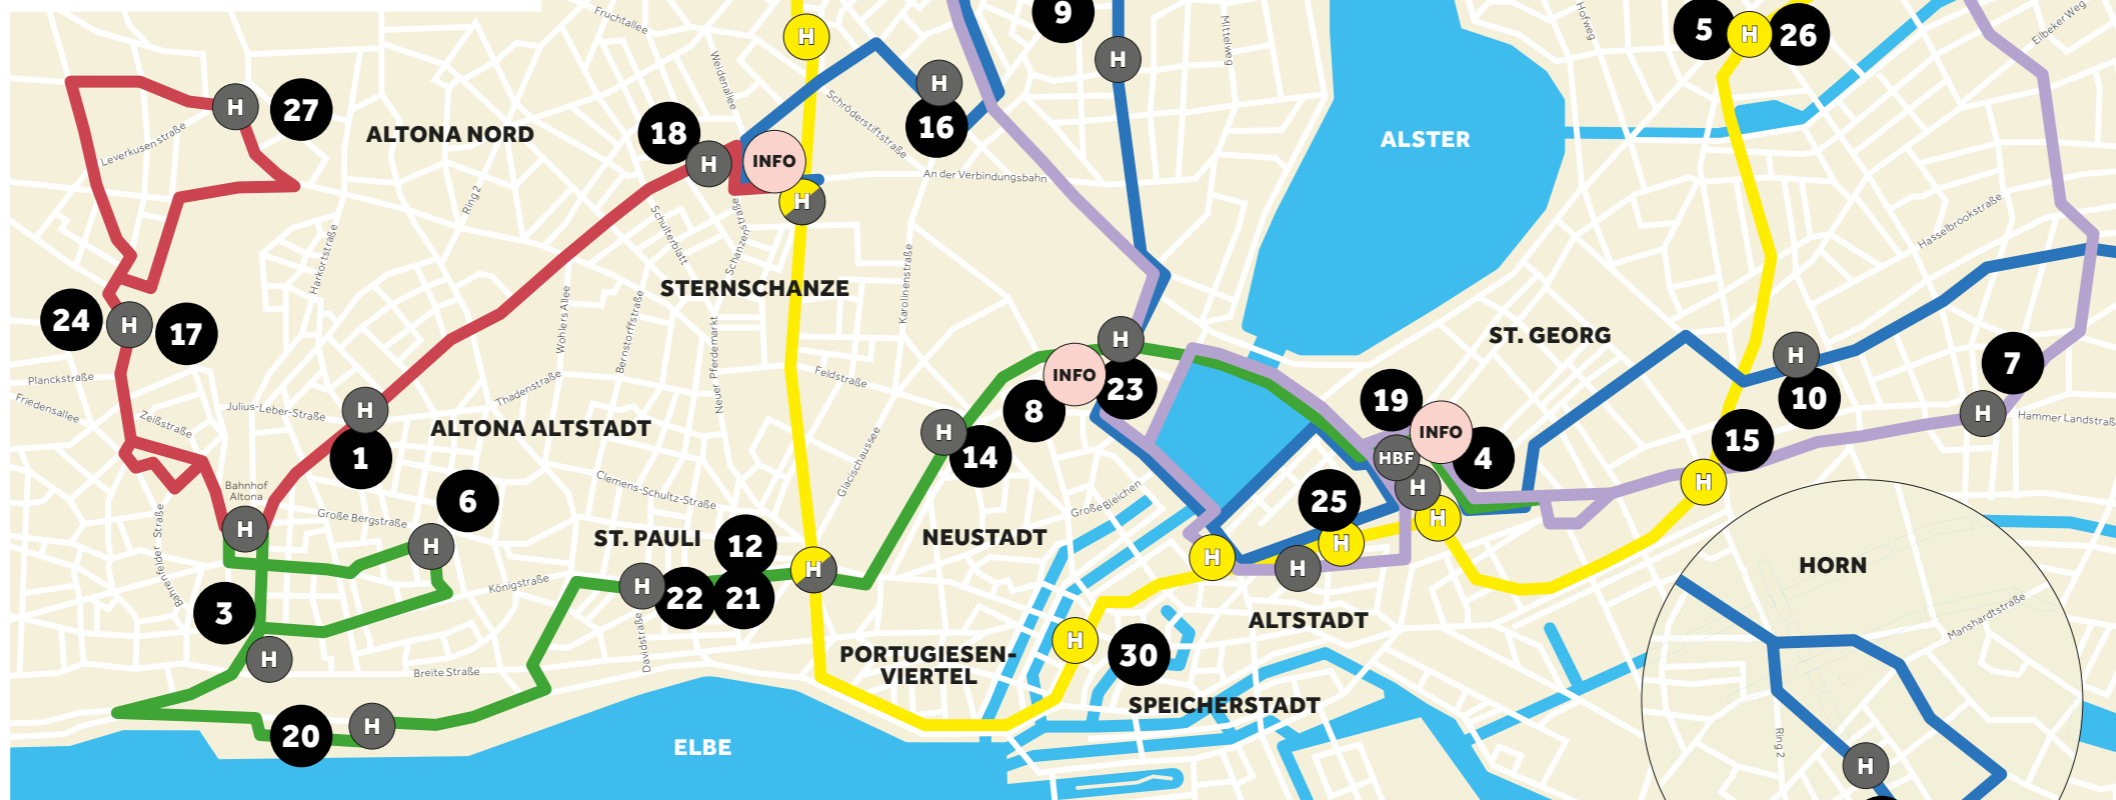 Fruchtallee
9
H
H
Mittelweg
Hofweg
5
H
26
Eilbeker Weg
H
27
ALTONA NORD
Leverkusenstraße
Weidenallee
18
H
INFO
H
Schröderstiftstraße
H
16
An der Verbindungsbahn
ALSTER
Hasselbrookstraße
Ring 2
Harkortstraße
Schulterblatt
Schanzenstraße
Karolinenstraße
STERNSCHANZE
24
H
17
Wohlers Allee
Bernstorffstraße
Neuer Pferdemarkt
Feldstraße
H
INFO
8
23
ST. GEORG
H
10
7
H
Hammer Landstraße
Planckstraße
Friedensallee
Zeißstraße
Julius-Leber-Straße
H
1
Thadenstraße
ALTONA ALTSTADT
Glacischaussee
H
14
19
INFO
HBF
4
H
15
H
Bahnhof
Altona
H
Große Bergstraße
6
H
Clemens-Schultz-Straße
Große Bleichen
25
H
H
H
H
Bahrenfelder Straße
Königstraße
ST. PAULI
12
H
H
22
21
NEUSTADT
HORN
3
H
Davidstraße
Breite Straße
PORTUGIESEN-
VIERTEL
H
30
ALTSTADT
SPEICHERSTADT
Manshardtstraße
20
H
ELBE
Ring 2
H